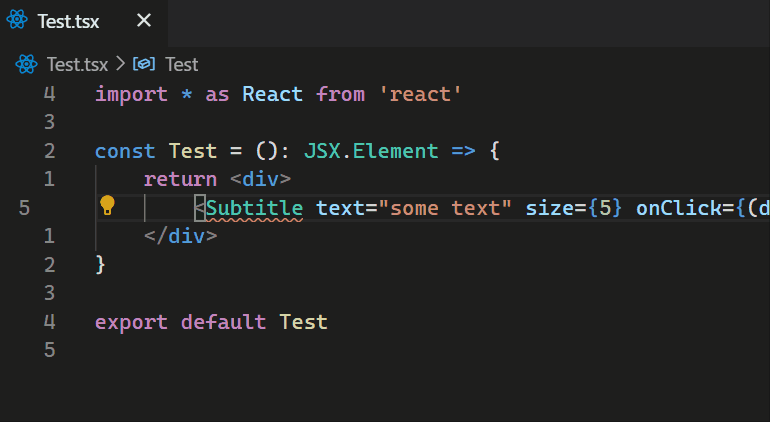 Test.tsx
Test.tsx > Test
4 import * as React from 'react'
3
2 const Test = (): JSX.Element => {
1 return <div>
5 <Subtitle text="some text" size={5} onClick={(d
1 </div>
2 }
3
4 export default Test
5